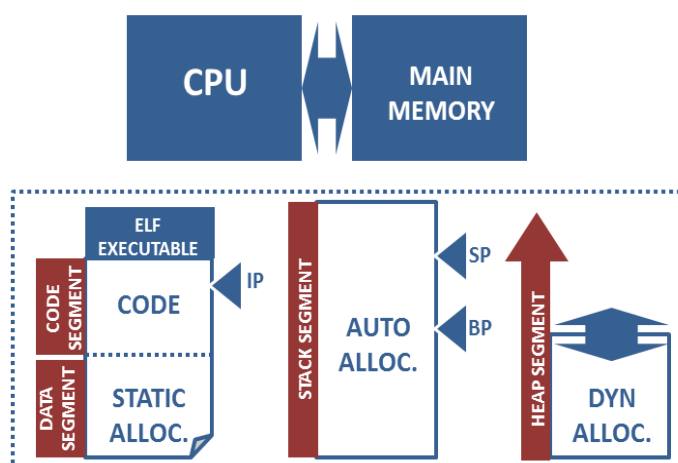 CPU
MAIN
MEMORY
ELF
EXECUTABLE
CODE
SEGMENT
CODE
IP
DATA
SEGMENT
STATIC
ALLOC.
STACK SEGMENT
AUTO
ALLOC.
SP
BP
HEAP SEGMENT
DYN
ALLOC.